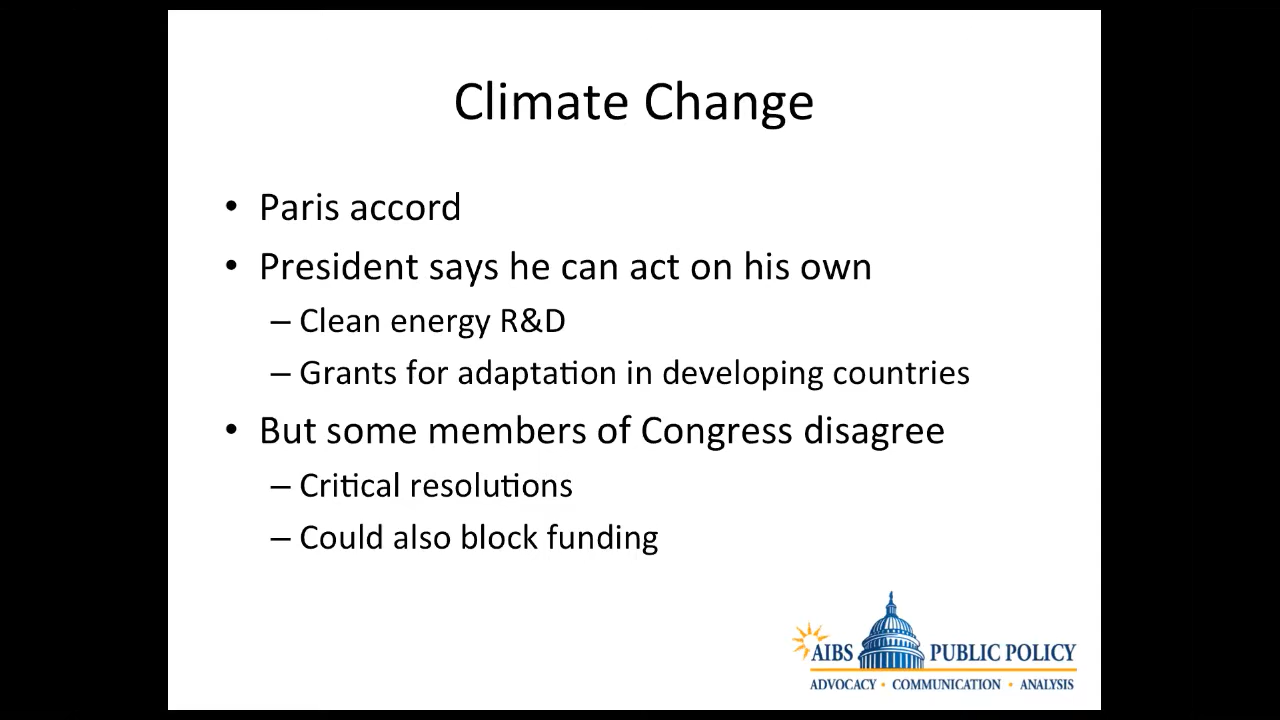 Climate Change
• Paris accord
• President says he can act on his own
– Clean energy R&D
– Grants for adaptation in developing countries
• But some members of Congress disagree
– Critical resolutions
– Could also block funding
AIBS PUBLIC POLICY
ADVOCACY • COMMUNICATION • ANALYSIS